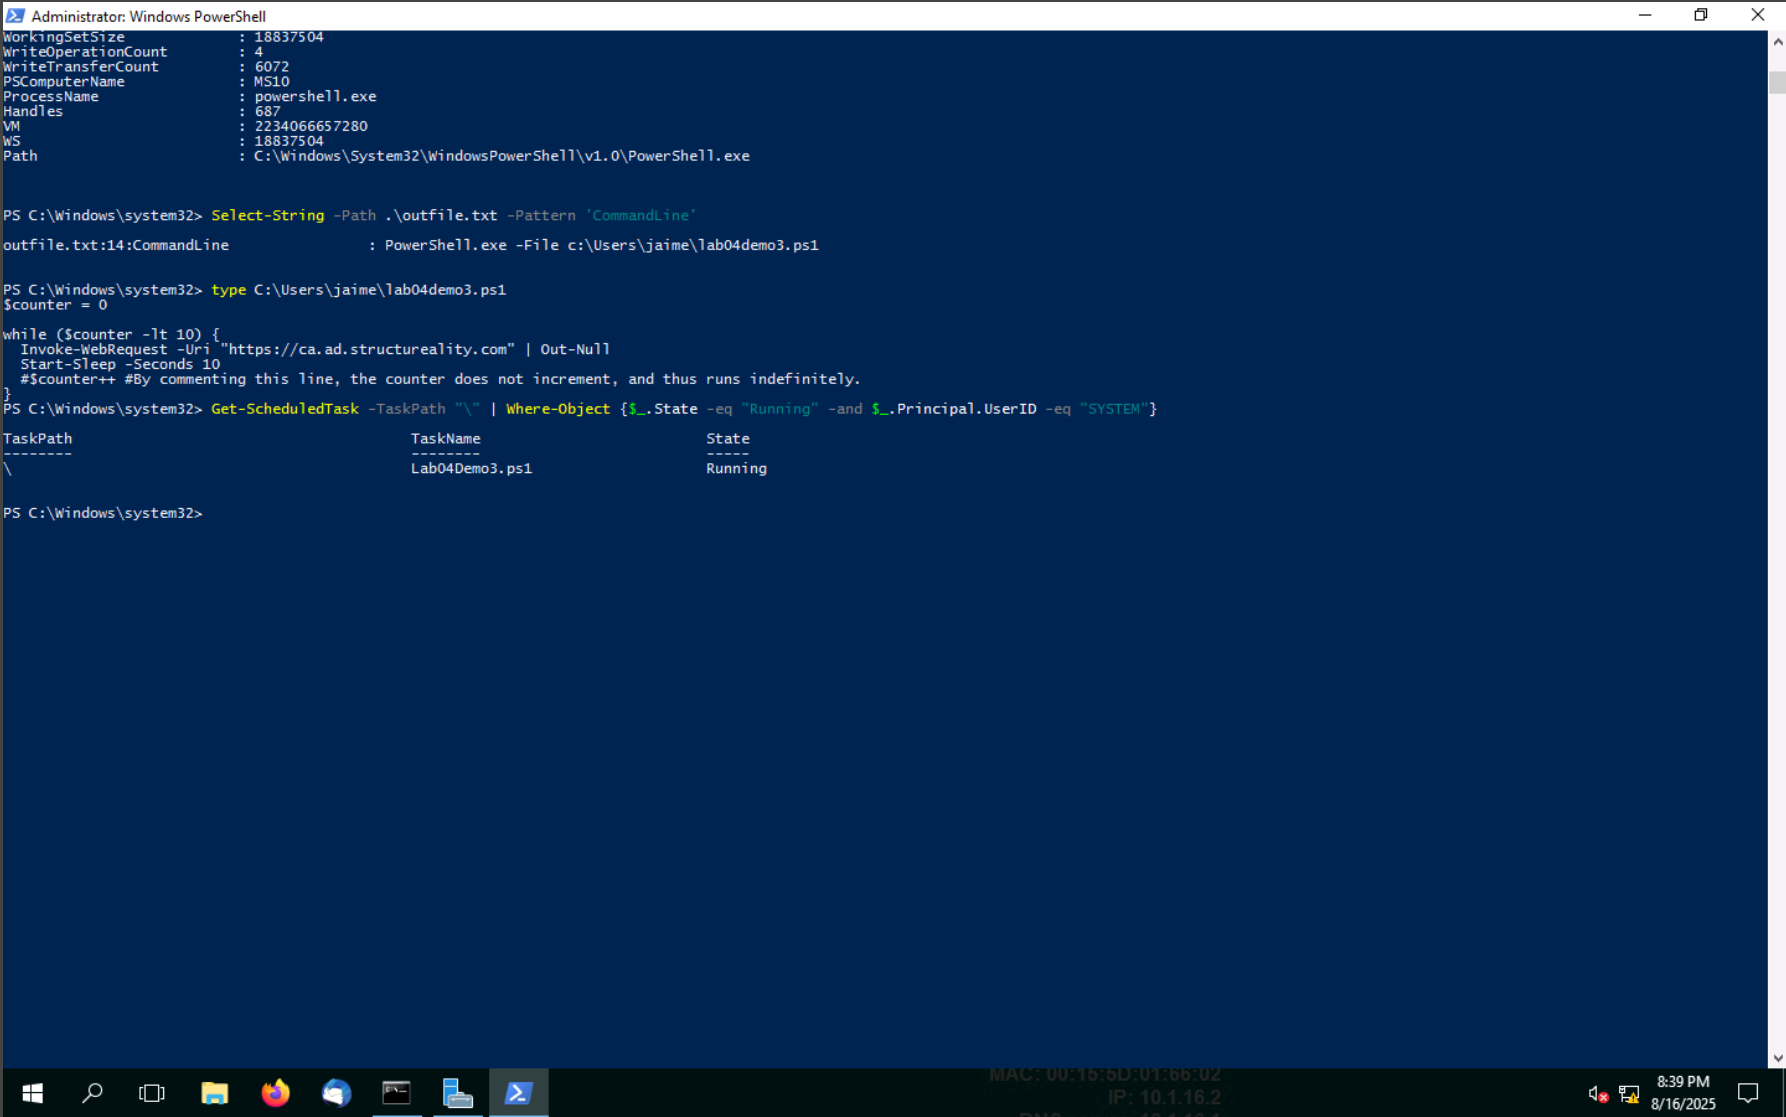 Administrator: Windows PowerShell
WorkingSetSize : 18837504
WriteOperationCount : 4
WriteTransferCount : 6072
PSComputerName : MS10
ProcessName : powershell.exe
Handles : 687
VM : 2234066657280
WS : 18837504
Path : C:\Windows\System32\WindowsPowerShell\v1.0\PowerShell.exe
PS C:\Windows\system32> Select-String -Path .\outfile.txt -Pattern 'CommandLine'
outfile.txt:14:CommandLine : PowerShell.exe -File c:\Users\jaime\lab04demo3.ps1
PS C:\Windows\system32> type C:\Users\jaime\lab04demo3.ps1
$counter = 0
while ($counter -lt 10) {
Invoke-WebRequest -Uri "https://ca.ad.structureality.com" | Out-Null
Start-Sleep -Seconds 10
#$counter++ #By commenting this line, the counter does not increment, and thus runs indefinitely.
}
PS C:\Windows\system32> Get-ScheduledTask -TaskPath "\" | Where-Object {$_.State -eq "Running" -and $_.Principal.UserID -eq "SYSTEM"}
TaskPath TaskName State
-------- -------- -----
\ Lab04Demo3.ps1 Running
PS C:\Windows\system32>
MAC: 00:15:5D:01:66:02
IP: 10.1.16.2
8:39 PM
8/16/2025